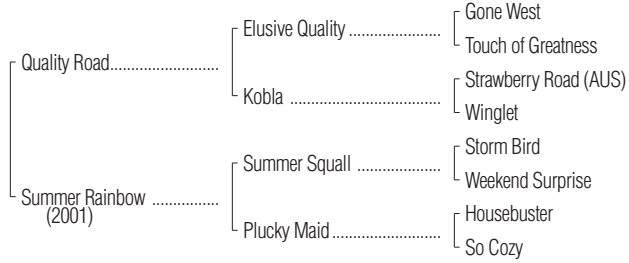 Gone West
Elusive Quality ....................
Touch of Greatness
Quality Road........................
Strawberry Road (AUS)
Kobla .................................
Winglet
Storm Bird
Summer Squall ..................
Weekend Surprise
Summer Rainbow ...............
(2001)
Housebuster
Plucky Maid........................
So Cozy